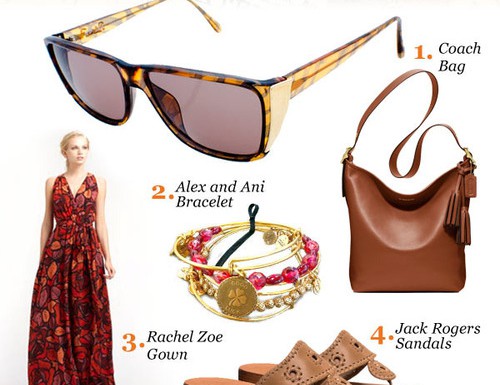 1. Coach
Bag
2. Alex and Ani
Bracelet
3. Rachel Zoe
Gown
4. Jack Rogers
Sandals